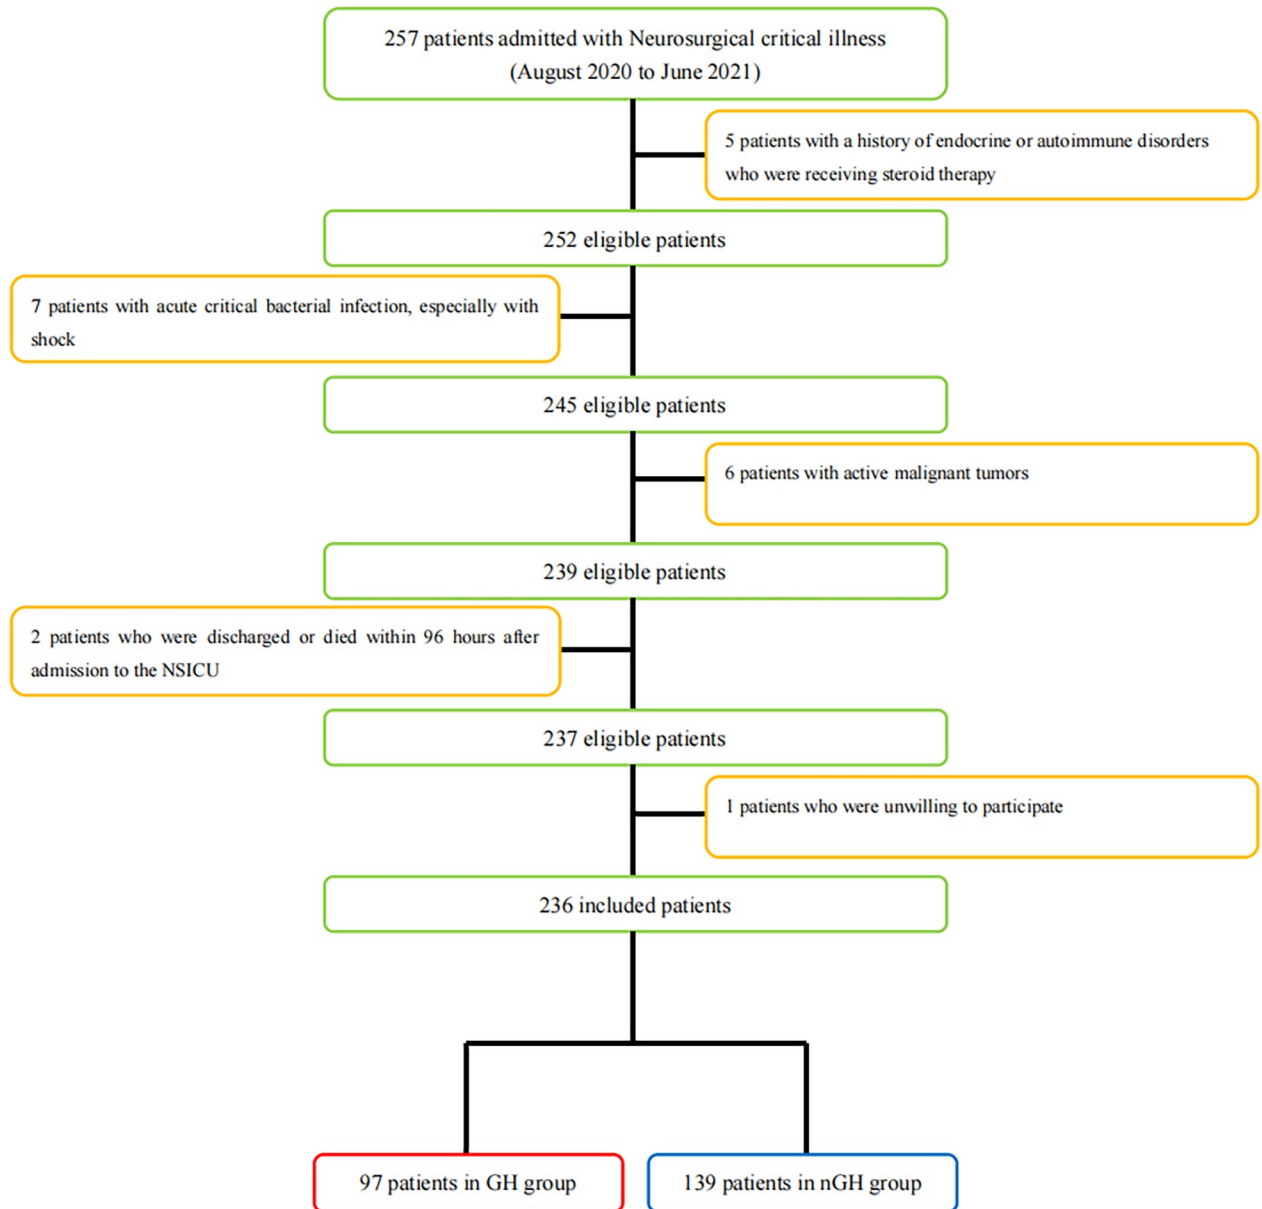 257 patients admitted with Neurosurgical critical illness
(August 2020 to June 2021)
5 patients with a history of endocrine or autoimmune disorders
who were receiving steroid therapy
252 eligible patients
7 patients with acute critical bacterial infection, especially with
shock
245 eligible patients
6 patients with active malignant tumors
239 eligible patients
2 patients who were discharged or died within 96 hours after
admission to the NSICU
237 eligible patients
1 patients who were unwilling to participate
236 included patients
97 patients in GH group
139 patients in nGH group